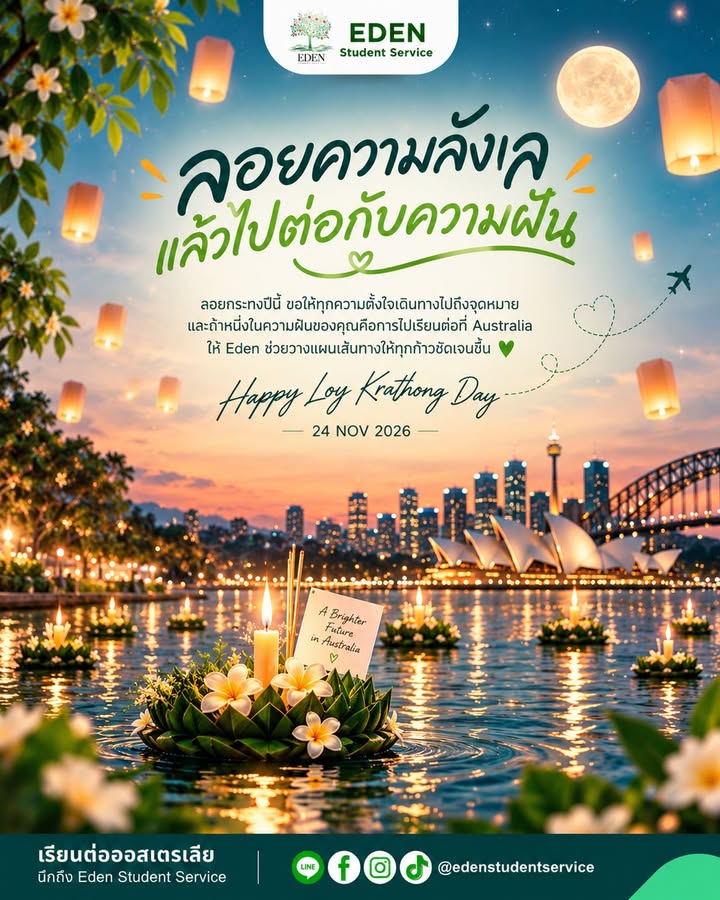 EDEN
EDEN
Student Service
ลอยความลังเล
แล้วไปต่อกับความฝัน
ลอยกระทงปีนี้ ขอให้ทุกความตั้งใจเดินทางไปถึงจุดหมาย
และถ้าหนึ่งในความฝันของคุณคือการไปเรียนต่อที่ Australia
ให้ Eden ช่วยวางแผนเส้นทางให้ทุกก้าวชัดเจนขึ้น
Happy Loy Krathong Day
24 NOV 2026
A Brighter
Future
in Australia
เรียนต่อออสเตรเลีย
นึกถึง Eden Student Service
LINE
@edenstudentservice